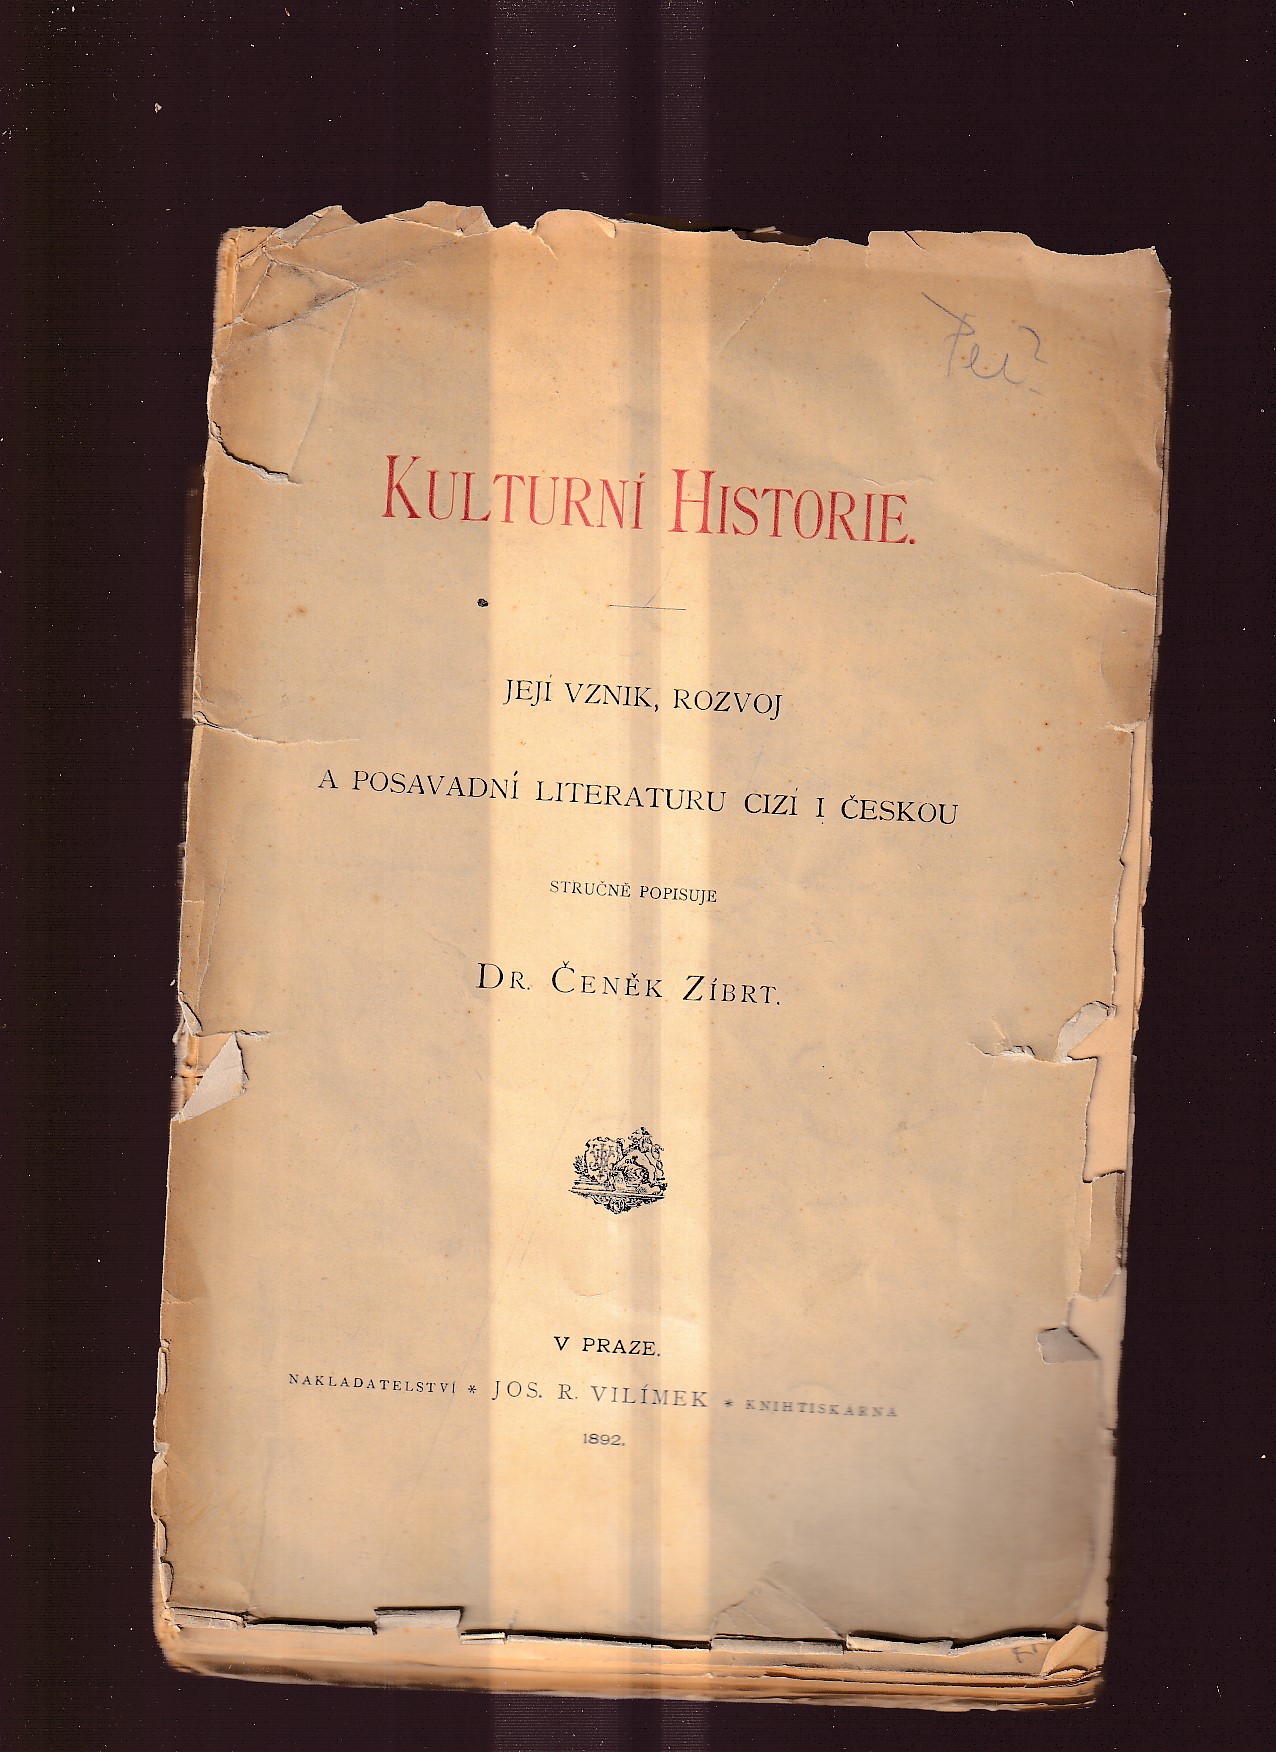 KULTURNÍ HISTORIE.
JEJÍ VZNIK, ROZVOJ
A POSAVADNÍ LITERATURU CIZÍ I ČESKOU
STRUČNĚ POPISUJE
DR. ČENĚK ZÍBRT.
V PRAZE.
NAKLADATELSTVÍ * JOS. R. VILÍMEK * KNIHTISKÁRNA
1892.